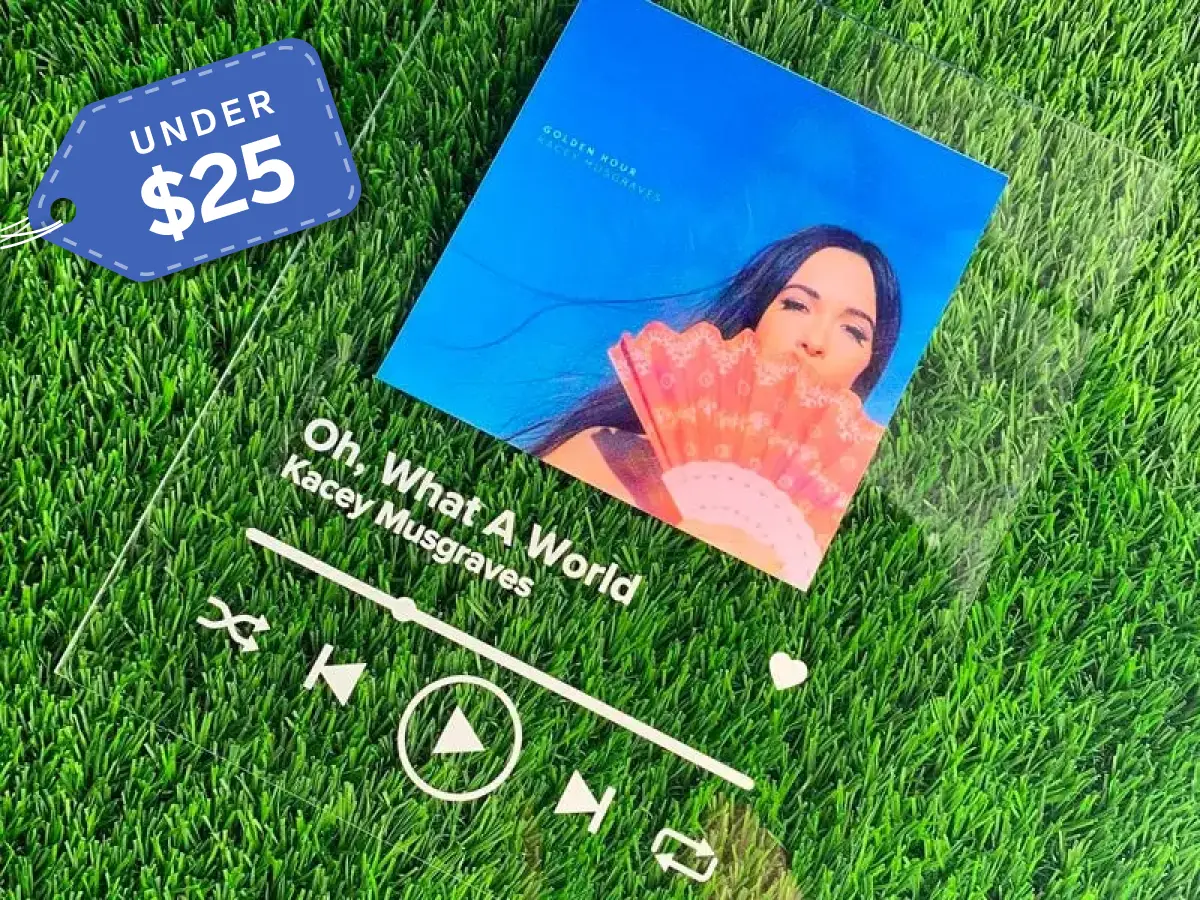 UNDER
$25
GOLDEN HOUR
KACEY MUSGRAVES
Oh, What A World
Kacey Musgraves